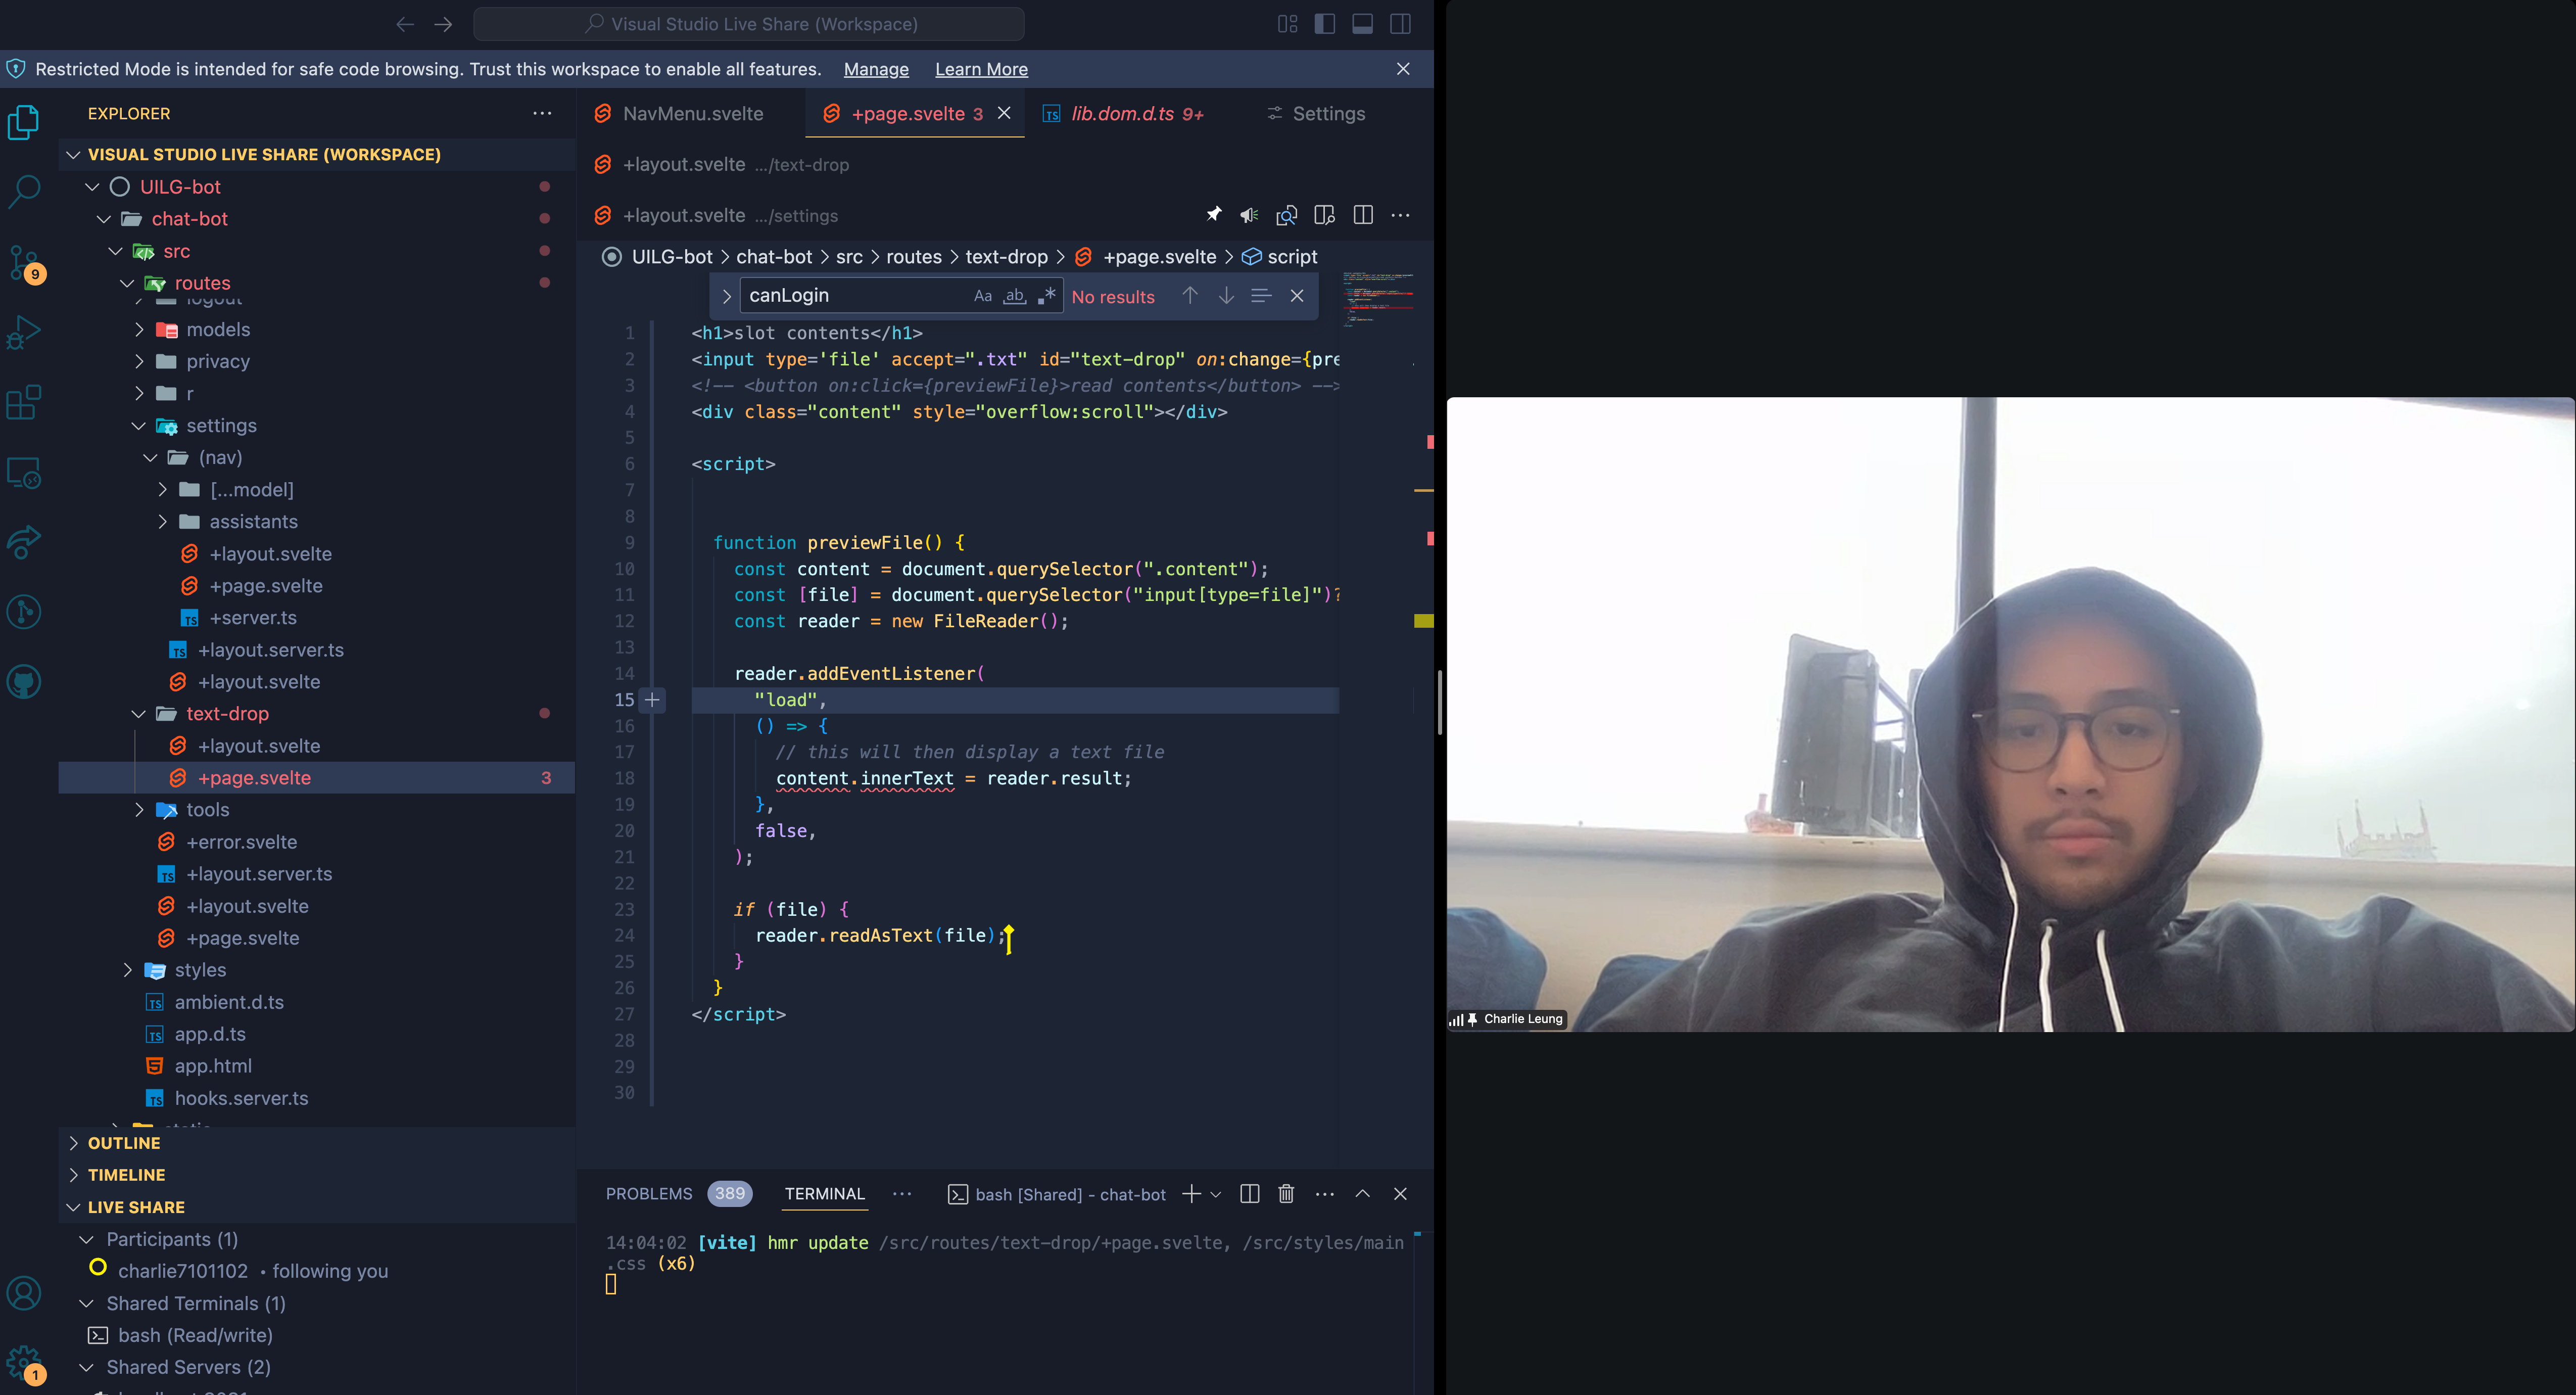 Visual Studio Live Share (Workspace)
Restricted Mode is intended for safe code browsing. Trust this workspace to enable all features. Manage Learn More
EXPLORER
VISUAL STUDIO LIVE SHARE (WORKSPACE)
UILG-bot
chat-bot
src
routes
logout
models
privacy
r
settings
(nav)
[...model]
assistants
+layout.svelte
+page.svelte
+server.ts
+layout.server.ts
+layout.svelte
text-drop
+layout.svelte
+page.svelte 3
tools
+error.svelte
+layout.server.ts
+layout.svelte
+page.svelte
styles
ambient.d.ts
app.d.ts
app.html
hooks.server.ts
OUTLINE
TIMELINE
LIVE SHARE
Participants (1)
charlie7101102 • following you
Shared Terminals (1)
bash (Read/write)
Shared Servers (2)
9
1
NavMenu.svelte +page.svelte 3 lib.dom.d.ts 9+ Settings
+layout.svelte .../text-drop
+layout.svelte .../settings
UILG-bot > chat-bot > src > routes > text-drop > +page.svelte > script
canLogin Aa ab .* No results
1 <h1>slot contents</h1>
2 <input type='file' accept=".txt" id="text-drop" on:change={pre
3 <!-- <button on:click={previewFile}>read contents</button> -->
4 <div class="content" style="overflow:scroll"></div>
5
6 <script>
7
8
9 function previewFile() {
10 const content = document.querySelector(".content");
11 const [file] = document.querySelector("input[type=file]")?
12 const reader = new FileReader();
13
14 reader.addEventListener(
15 "load",
16 () => {
17 // this will then display a text file
18 content.innerText = reader.result;
19 },
20 false,
21 );
22
23 if (file) {
24 reader.readAsText(file);
25 }
26 }
27 </script>
28
29
30
PROBLEMS 389 TERMINAL bash [Shared] - chat-bot
14:04:02 [vite] hmr update /src/routes/text-drop/+page.svelte, /src/styles/main
.css (x6)
Charlie Leung